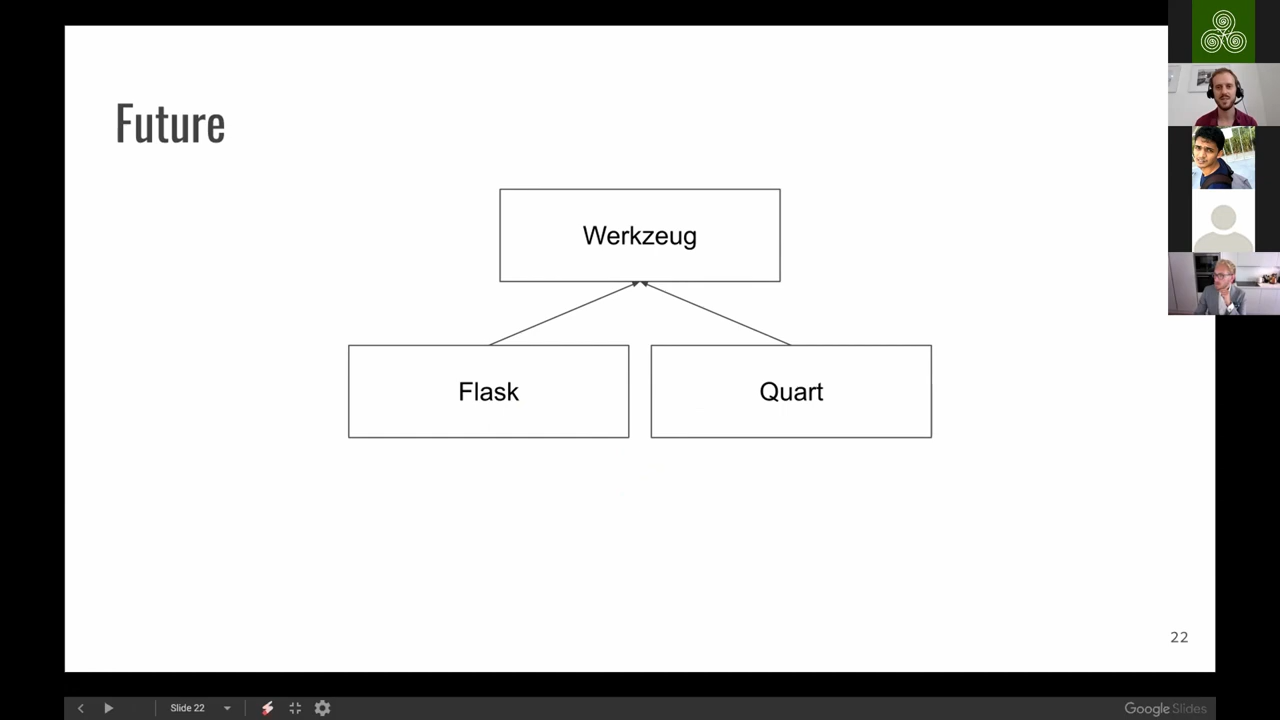 Future
Werkzeug
Flask
Quart
22
Slide 22
Google Slides